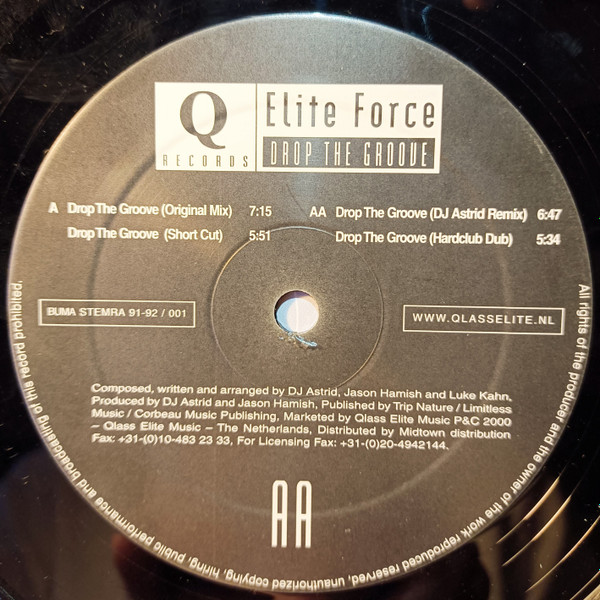 Q
RECORDS
Elite Force
DROP THE GROOVE
A Drop The Groove (Original Mix) 7:15
Drop The Groove (Short Cut) 5:51
AA Drop The Groove (DJ Astrid Remix) 6:47
Drop The Groove (Hardclub Dub) 5:34
BUMA STEMRA 91-92 / 001
WWW.QLASSELITE.NL
Composed, written and arranged by DJ Astrid, Jason Hamish and Luke Kahn,
Produced by DJ Astrid and Jason Hamish, Published by Trip Nature / Limitless
Music / Corbeau Music Publishing, Marketed by Qlass Elite Music P&C 2000
– Qlass Elite Music – The Netherlands, Distributed by Midtown distribution
Fax: +31-(0)10-483 23 33, For Licensing Fax: +31-(0)20-4942144.
AA
All rights of the producer and the owner of the work reproduced reserved, unauthorized copying, hiring, public performance and broadcasting of this record prohibited.